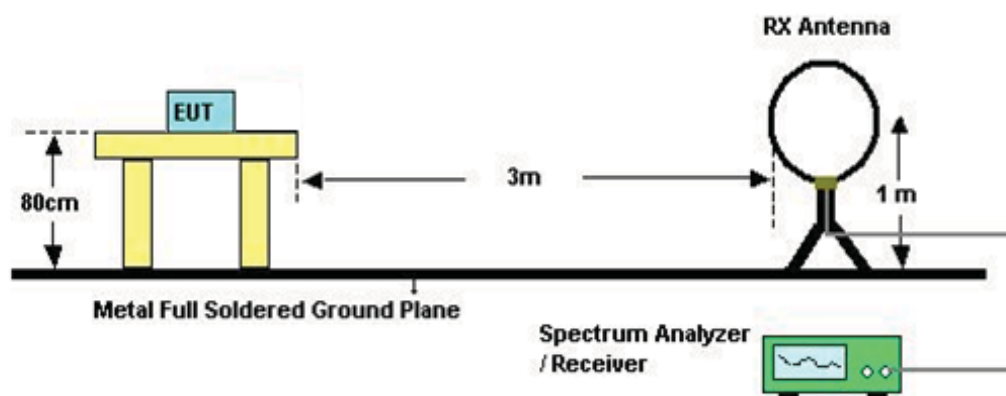 RX Antenna
EUT
80cm
3m
1 m
Metal Full Soldered Ground Plane
Spectrum Analyzer
/ Receiver